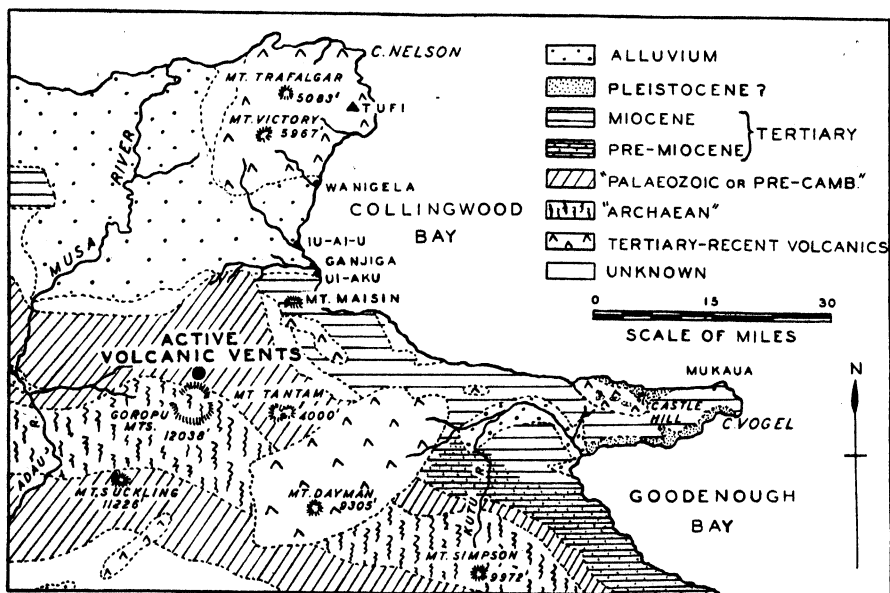 C. NELSON
MT. TRAFALGAR
5083'
TUFI
MT. VICTORY
5967'
WANIGELA
COLLINGWOOD
BAY
MUSA RIVER
IU-AI-U
GANJIGA
UI-AKU
MT. MAISIN
ACTIVE
VOLCANIC VENTS
GOROPU
MTS.
12038'
MT TANTAM
4000'
ADAU R.
MT. SUCKLING
11226'
MT. DAYMAN
9305'
KUTU R.
MT. SIMPSON
9972'
MUKAUA
CASTLE
HILL
C. VOGEL
GOODENOUGH
BAY
ALLUVIUM
PLEISTOCENE ?
MIOCENE
PRE-MIOCENE
TERTIARY
"PALAEOZOIC OR PRE-CAMB."
"ARCHAEAN"
TERTIARY-RECENT VOLCANICS
UNKNOWN
0 15 30
SCALE OF MILES
N